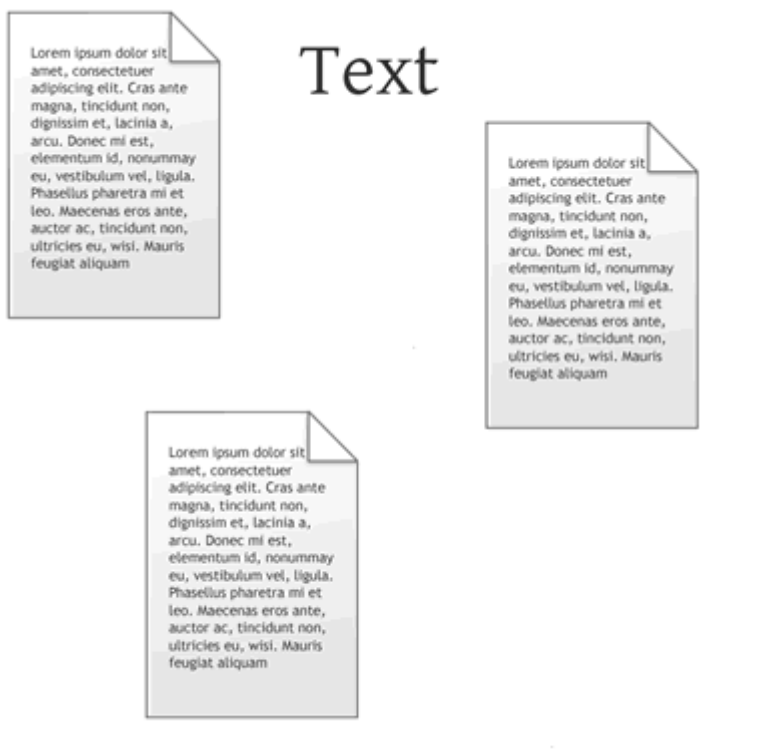 Lorem ipsum dolor sit
amet, consectetuer
adipiscing elit. Cras ante
magna, tincidunt non,
dignissim et, lacinia a,
arcu. Donec mi est,
elementum id, nonummay
eu, vestibulum vel, ligula.
Phasellus pharetra mi et
leo. Maecenas eros ante,
auctor ac, tincidunt non,
ultricies eu, wisi. Mauris
feugiat aliquam
Text
Lorem ipsum dolor sit
amet, consectetuer
adipiscing elit. Cras ante
magna, tincidunt non,
dignissim et, lacinia a,
arcu. Donec mi est,
elementum id, nonummay
eu, vestibulum vel, ligula.
Phasellus pharetra mi et
leo. Maecenas eros ante,
auctor ac, tincidunt non,
ultricies eu, wisi. Mauris
feugiat aliquam
Lorem ipsum dolor sit
amet, consectetuer
adipiscing elit. Cras ante
magna, tincidunt non,
dignissim et, lacinia a,
arcu. Donec mi est,
elementum id, nonummay
eu, vestibulum vel, ligula.
Phasellus pharetra mi et
leo. Maecenas eros ante,
auctor ac, tincidunt non,
ultricies eu, wisi. Mauris
feugiat aliquam